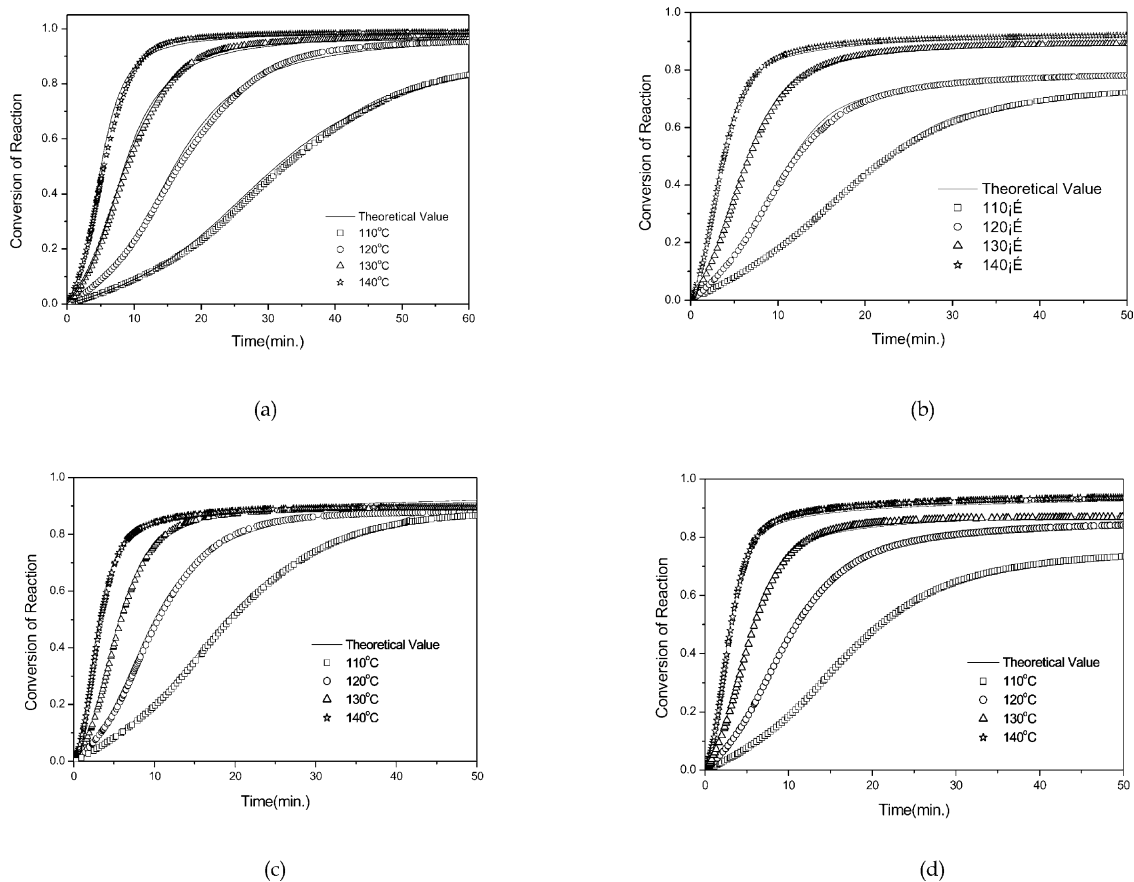 1.0
0.8
0.6
0.4
0.2
0.0
Conversion of Reaction
0 10 20 30 40 50 60
Time(min.)
Theoretical Value
110°C
120°C
130°C
140°C
(a)
1.0
0.8
0.6
0.4
0.2
0.0
Conversion of Reaction
0 10 20 30 40 50
Time(min.)
Theoretical Value
110¡É
120¡É
130¡É
140¡É
(b)
1.0
0.8
0.6
0.4
0.2
0.0
Conversion of Reaction
0 10 20 30 40 50
Time(min.)
Theoretical Value
110°C
120°C
130°C
140°C
(c)
1.0
0.8
0.6
0.4
0.2
0.0
Conversion of Reaction
0 10 20 30 40 50
Time(min.)
Theoretical Value
110°C
120°C
130°C
140°C
(d)